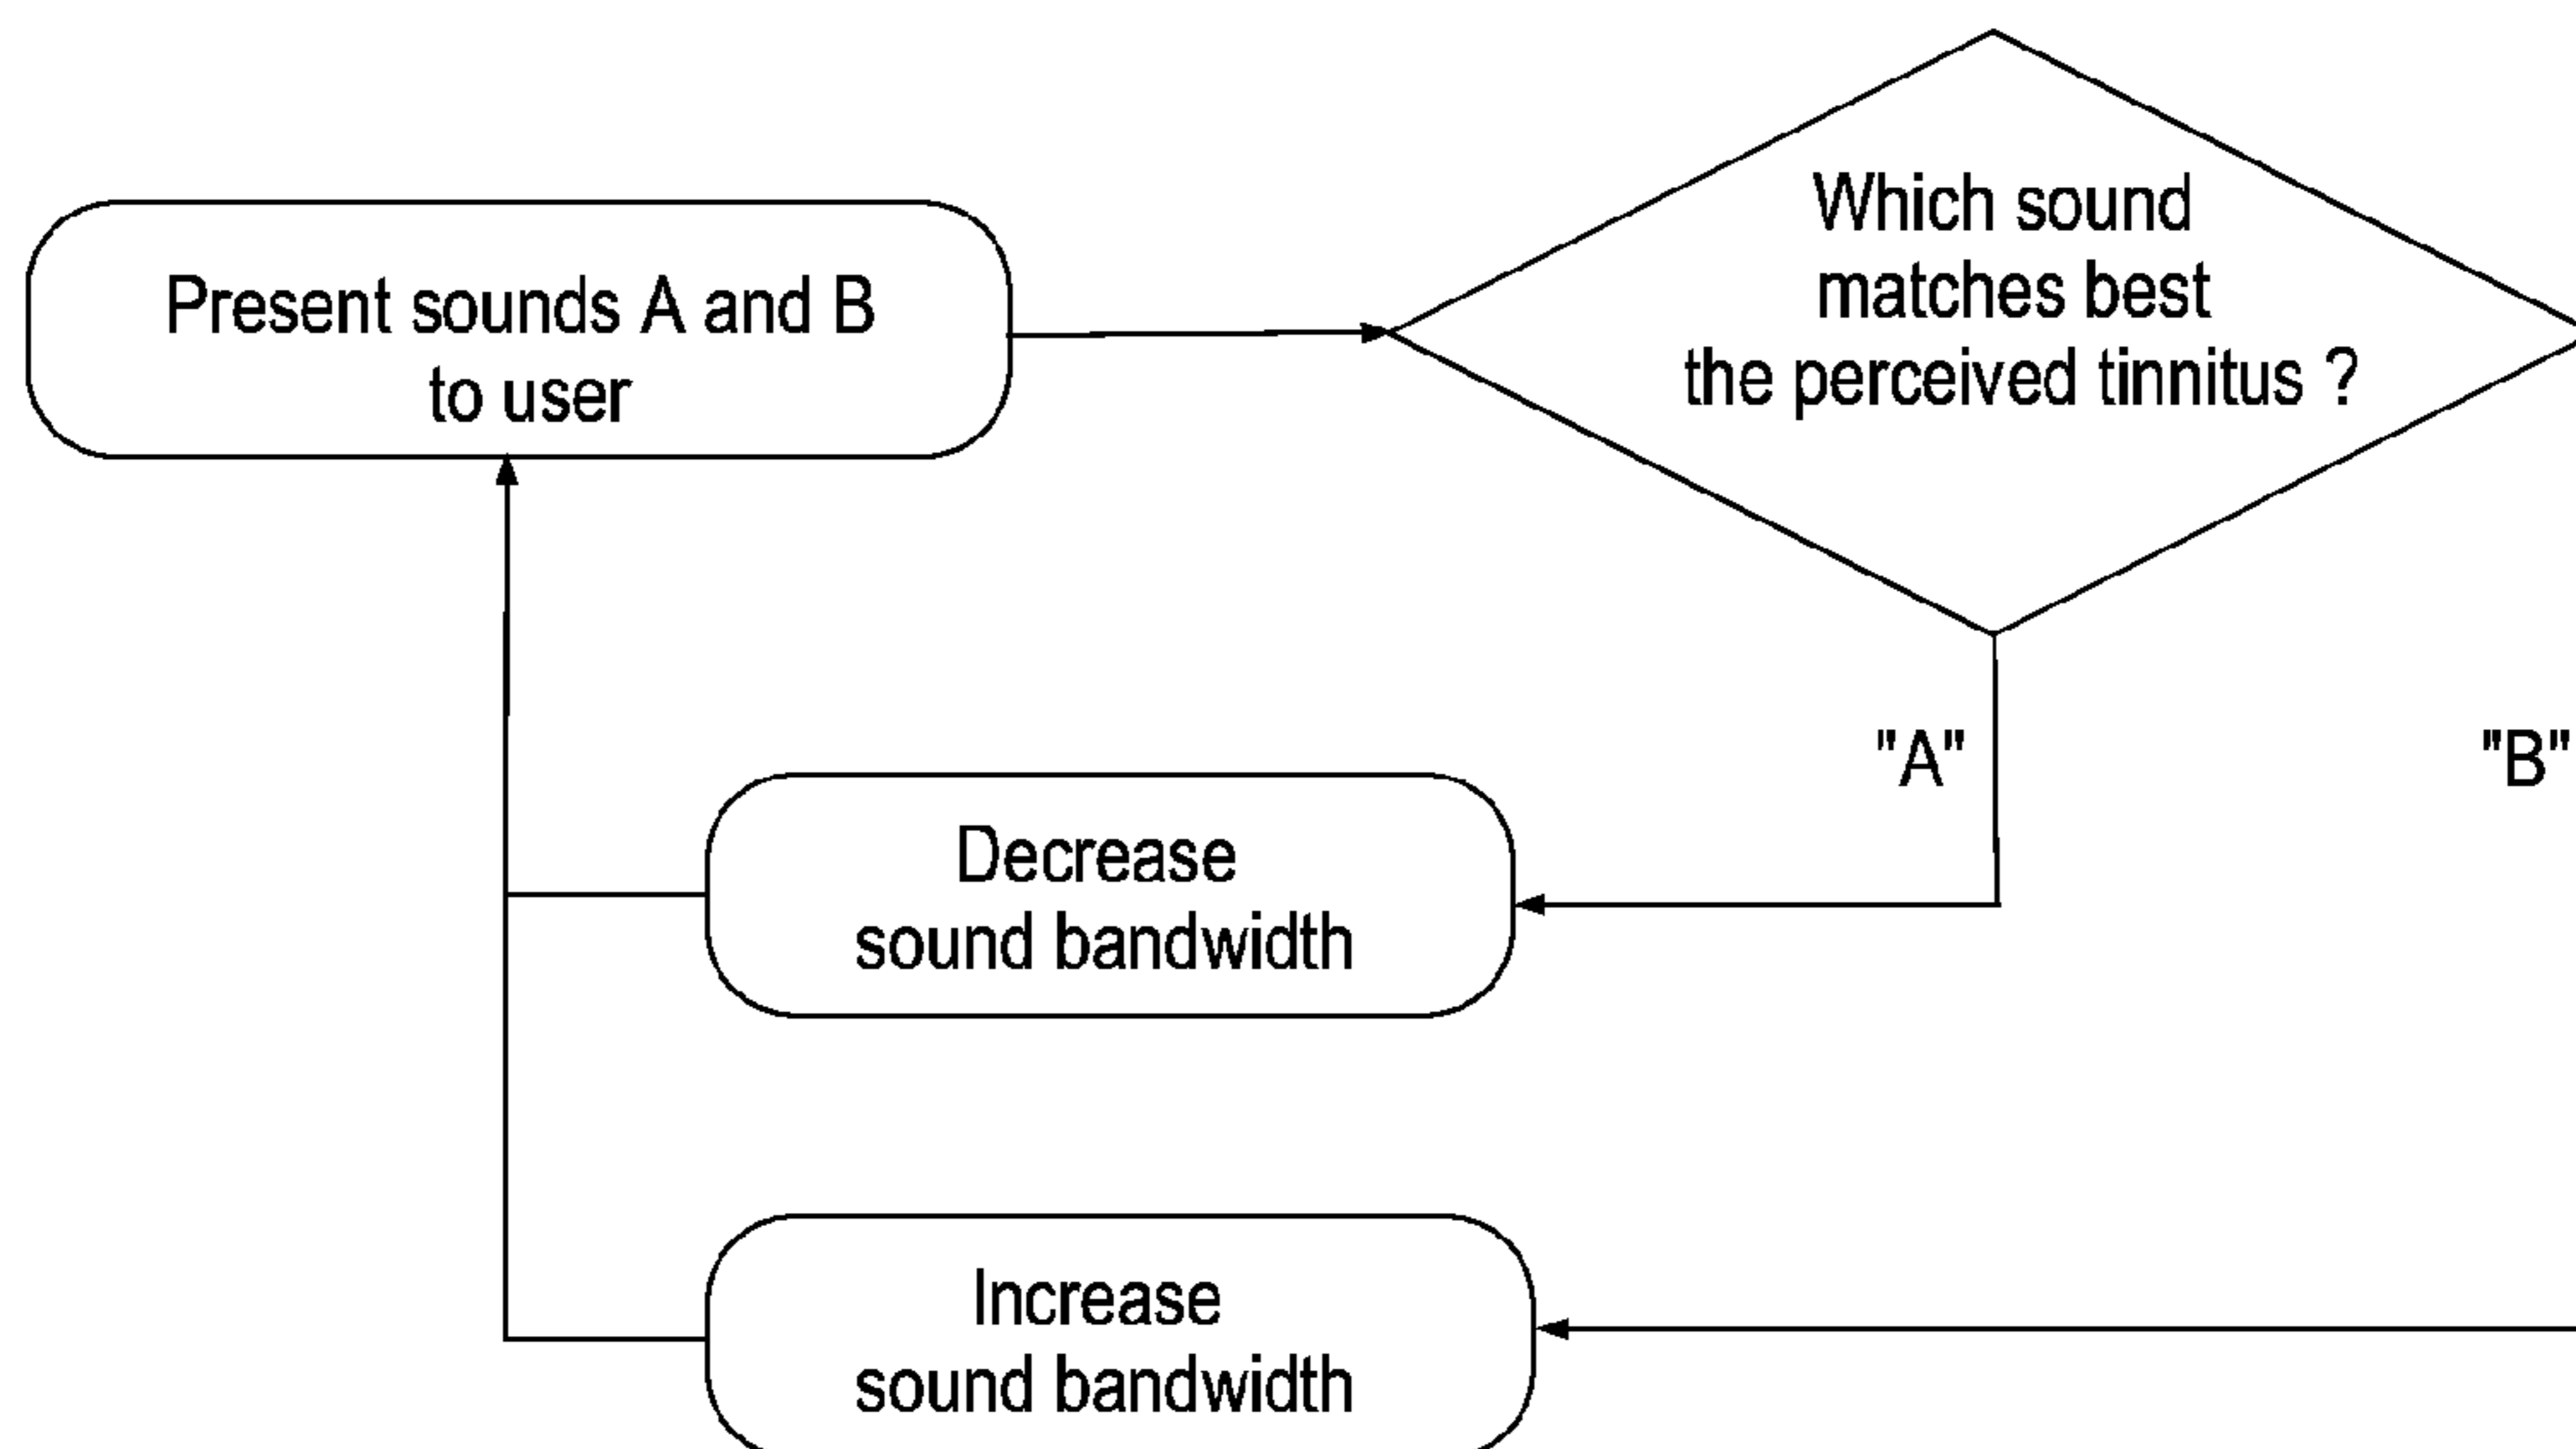 Present sounds A and B
to user
Which sound
matches best
the perceived tinnitus ?
"A"
"B"
Decrease
sound bandwidth
Increase
sound bandwidth